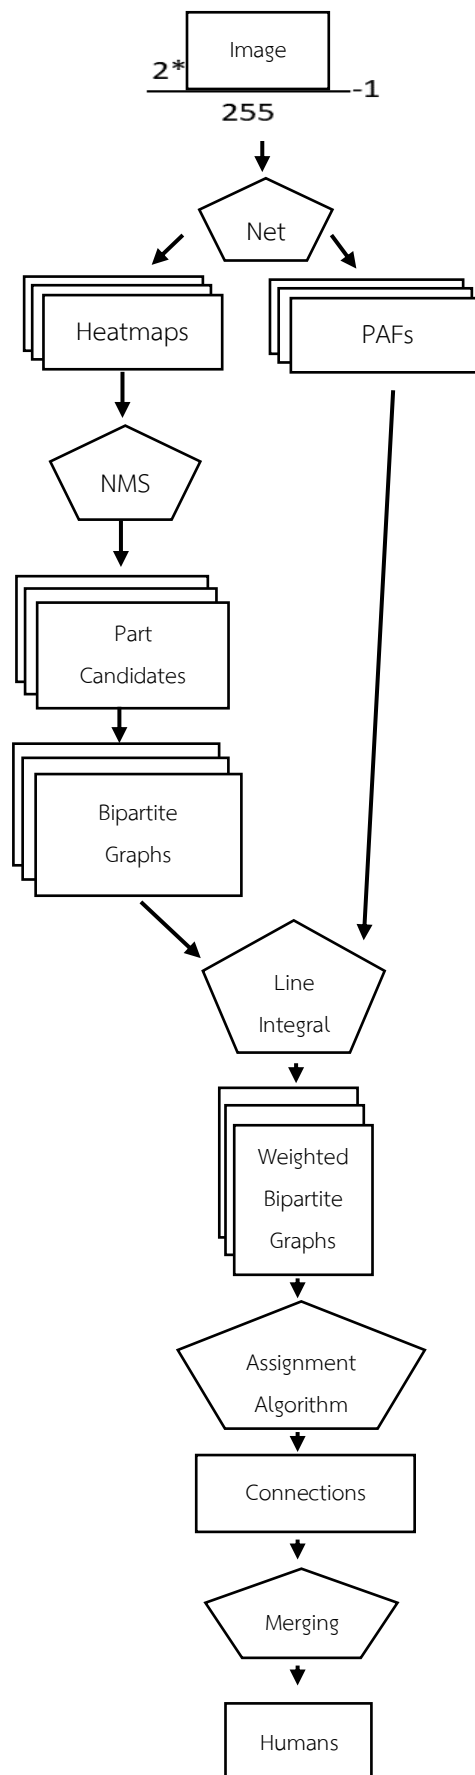 Image
2*
-1
255
Net
Heatmaps
PAFs
NMS
Part
Candidates
Bipartite
Graphs
Line
Integral
Weighted
Bipartite
Graphs
Assignment
Algorithm
Connections
Merging
Humans